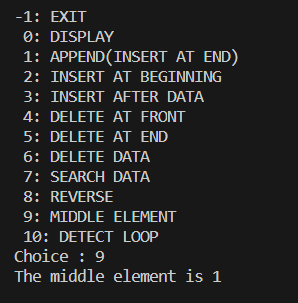 -1: EXIT
0: DISPLAY
1: APPEND(INSERT AT END)
2: INSERT AT BEGINNING
3: INSERT AFTER DATA
4: DELETE AT FRONT
5: DELETE AT END
6: DELETE DATA
7: SEARCH DATA
8: REVERSE
9: MIDDLE ELEMENT
10: DETECT LOOP
Choice : 9
The middle element is 1